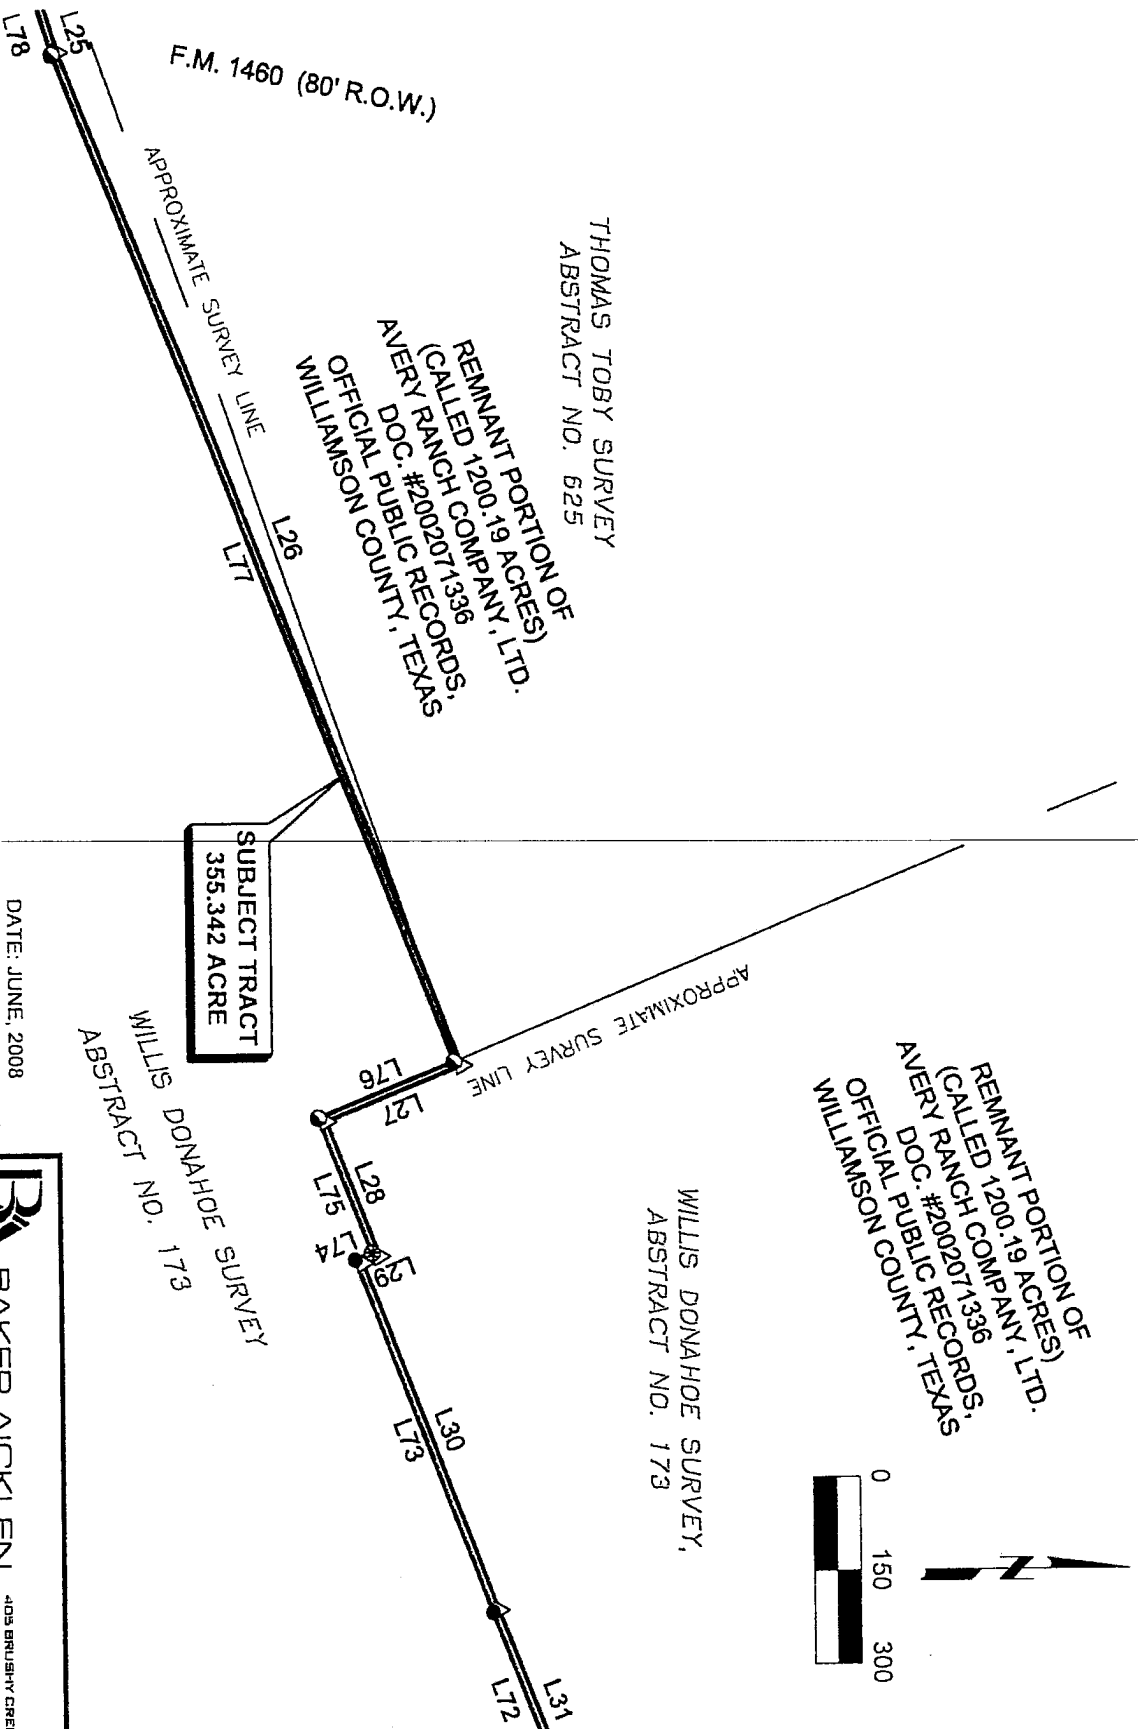 L25
L78
F.M. 1460 (80' R.O.W.)
APPROXIMATE SURVEY LINE
THOMAS TOBY SURVEY
ABSTRACT NO. 625
REMNANT PORTION OF
(CALLED 1200.19 ACRES)
AVERY RANCH COMPANY, LTD.
DOC. #2002071336
OFFICIAL PUBLIC RECORDS,
WILLIAMSON COUNTY, TEXAS
L26
L77
SUBJECT TRACT
355.342 ACRE
APPROXIMATE SURVEY LINE
L76
L27
L28
L75
L74
L29
L30
L73
L31
L72
REMNANT PORTION OF
(CALLED 1200.19 ACRES)
AVERY RANCH COMPANY, LTD.
DOC. #2002071336
OFFICIAL PUBLIC RECORDS,
WILLIAMSON COUNTY, TEXAS
WILLIS DONAHOE SURVEY,
ABSTRACT NO. 173
WILLIS DONAHOE SURVEY
ABSTRACT NO. 173
0 150 300
N
DATE: JUNE, 2008
BAKER-AICKLEN
405 BRUSHY